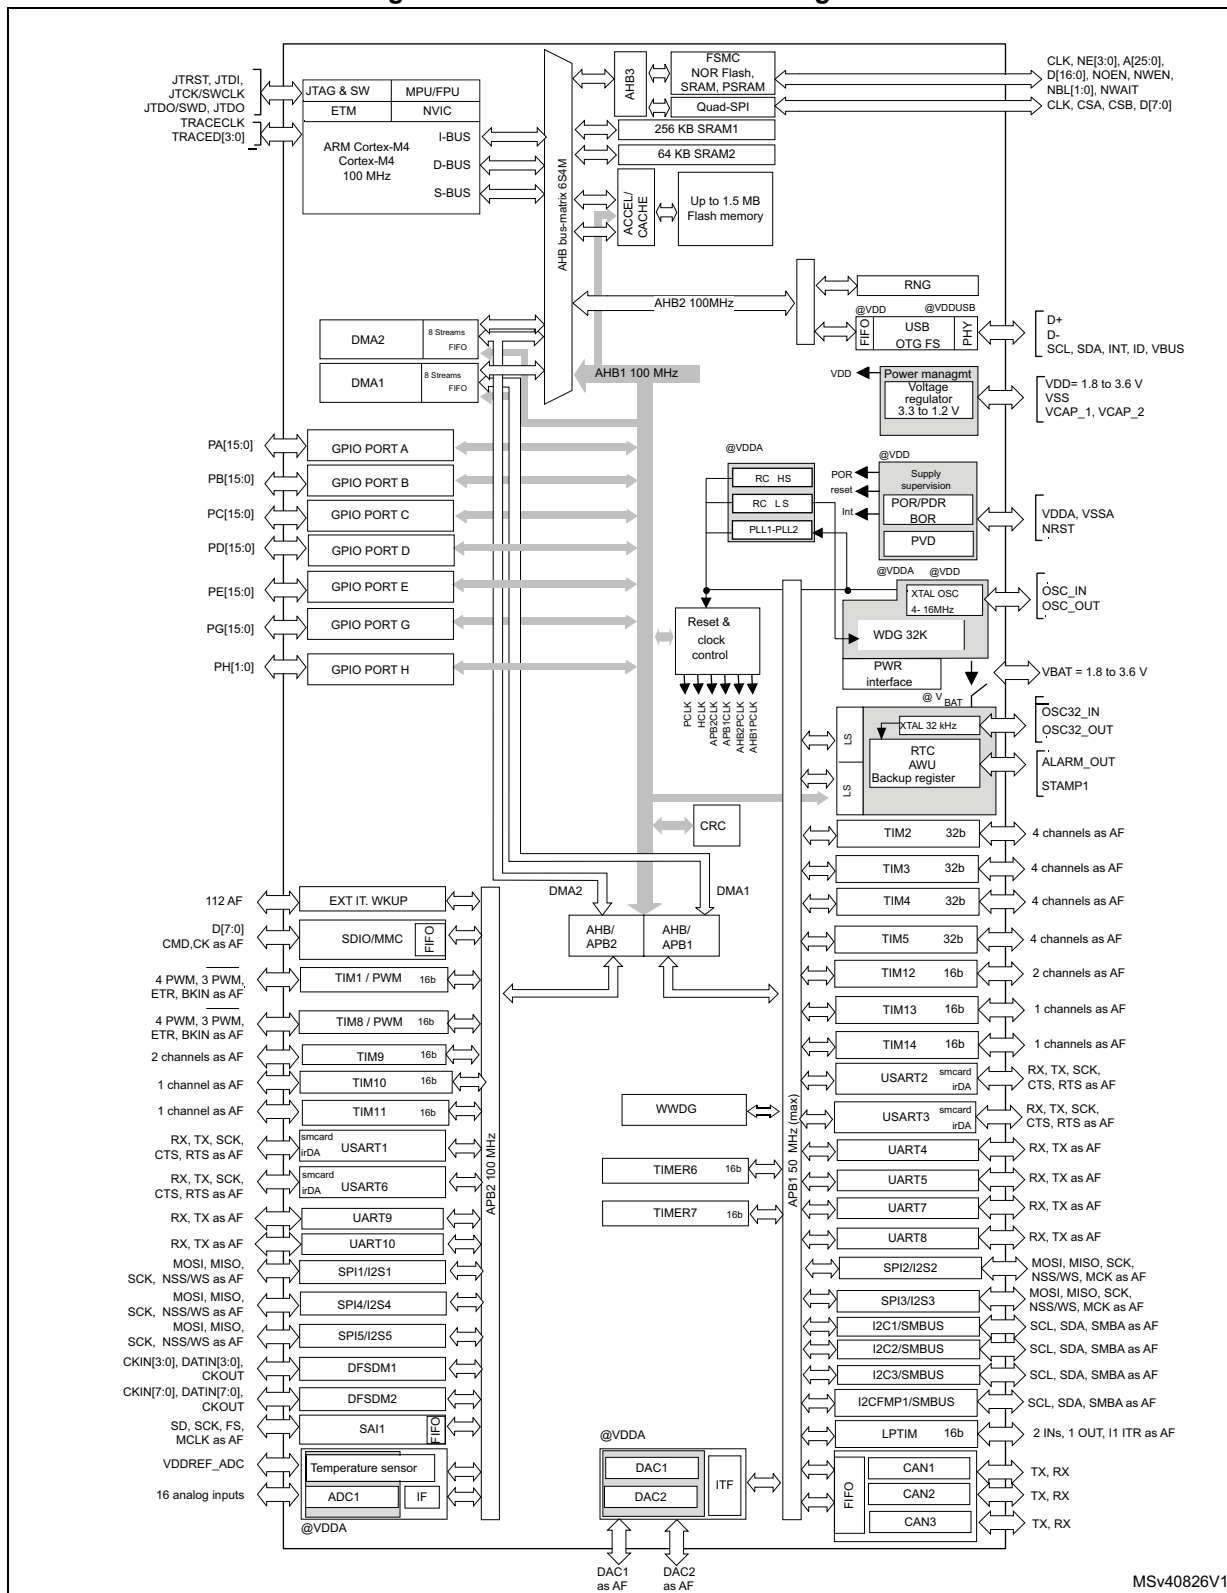 JTRST, JTDI,
JTCK/SWCLK
JTDO/SWD, JTDO
TRACECLK
TRACED[3:0]
JTAG & SW
MPU/FPU
ETM
NVIC
ARM Cortex-M4
Cortex-M4
100 MHz
I-BUS
D-BUS
S-BUS
AHB bus-matrix 6S4M
AHB3
FSMC
NOR Flash,
SRAM, PSRAM
Quad-SPI
CLK, NE[3:0], A[25:0],
D[16:0], NOEN, NWEN,
NBL[1:0], NWAIT
CLK, CSA, CSB, D[7:0]
256 KB SRAM1
64 KB SRAM2
ACCEL/
CACHE
Up to 1.5 MB
Flash memory
AHB2 100MHz
RNG
@VDD
@VDDUSB
FIFO
USB
OTG FS
PHY
D+
D-
SCL, SDA, INT, ID, VBUS
DMA2
8 Streams
FIFO
DMA1
8 Streams
FIFO
AHB1 100 MHz
VDD
Power managmt
Voltage
regulator
3.3 to 1.2 V
VDD= 1.8 to 3.6 V
VSS
VCAP_1, VCAP_2
PA[15:0]
GPIO PORT A
PB[15:0]
GPIO PORT B
PC[15:0]
GPIO PORT C
PD[15:0]
GPIO PORT D
PE[15:0]
GPIO PORT E
PG[15:0]
GPIO PORT G
PH[1:0]
GPIO PORT H
@VDDA
RC HS
RC LS
PLL1-PLL2
@VDD
POR
reset
Int
Supply
supervision
POR/PDR
BOR
PVD
VDDA, VSSA
NRST
@VDDA
@VDD
XTAL OSC
4- 16MHz
WDG 32K
PWR
interface
OSC_IN
OSC_OUT
Reset &
clock
control
PCLK
HCLK
APB2CLK
APB1CLK
AHB2PCLK
AHB1PCLK
VBAT = 1.8 to 3.6 V
@ VBAT
LS
LS
XTAL 32 kHz
RTC
AWU
Backup register
OSC32_IN
OSC32_OUT
ALARM_OUT
STAMP1
CRC
DMA2
DMA1
AHB/
APB2
AHB/
APB1
112 AF
EXT IT. WKUP
D[7:0]
CMD,CK as AF
SDIO/MMC
FIFO
4 PWM, 3 PWM,
ETR, BKIN as AF
TIM1 / PWM 16b
4 PWM, 3 PWM,
ETR, BKIN as AF
TIM8 / PWM 16b
2 channels as AF
TIM9 16b
1 channel as AF
TIM10 16b
1 channel as AF
TIM11 16b
RX, TX, SCK,
CTS, RTS as AF
smcard
irDA
USART1
RX, TX, SCK,
CTS, RTS as AF
smcard
irDA
USART6
RX, TX as AF
UART9
RX, TX as AF
UART10
MOSI, MISO,
SCK, NSS/WS as AF
SPI1/I2S1
MOSI, MISO,
SCK, NSS/WS as AF
SPI4/I2S4
MOSI, MISO,
SCK, NSS/WS as AF
SPI5/I2S5
CKIN[3:0], DATIN[3:0],
CKOUT
DFSDM1
CKIN[7:0], DATIN[7:0],
CKOUT
DFSDM2
SD, SCK, FS,
MCLK as AF
SAI1
FIFO
VDDREF_ADC
Temperature sensor
16 analog inputs
ADC1
IF
@VDDA
APB2 100 MHz
WWDG
TIMER6 16b
TIMER7 16b
@VDDA
DAC1
DAC2
ITF
DAC1
as AF
DAC2
as AF
APB1 50 MHz (max)
TIM2 32b
4 channels as AF
TIM3 32b
4 channels as AF
TIM4 32b
4 channels as AF
TIM5 32b
4 channels as AF
TIM12 16b
2 channels as AF
TIM13 16b
1 channels as AF
TIM14 16b
1 channels as AF
USART2
smcard
irDA
RX, TX, SCK,
CTS, RTS as AF
USART3
smcard
irDA
RX, TX, SCK,
CTS, RTS as AF
UART4
RX, TX as AF
UART5
RX, TX as AF
UART7
RX, TX as AF
UART8
RX, TX as AF
SPI2/I2S2
MOSI, MISO, SCK,
NSS/WS, MCK as AF
SPI3/I2S3
MOSI, MISO, SCK,
NSS/WS, MCK as AF
I2C1/SMBUS
SCL, SDA, SMBA as AF
I2C2/SMBUS
SCL, SDA, SMBA as AF
I2C3/SMBUS
SCL, SDA, SMBA as AF
I2CFMP1/SMBUS
SCL, SDA, SMBA as AF
LPTIM 16b
2 INs, 1 OUT, I1 ITR as AF
FIFO
CAN1
TX, RX
CAN2
TX, RX
CAN3
TX, RX
MSv40826V1